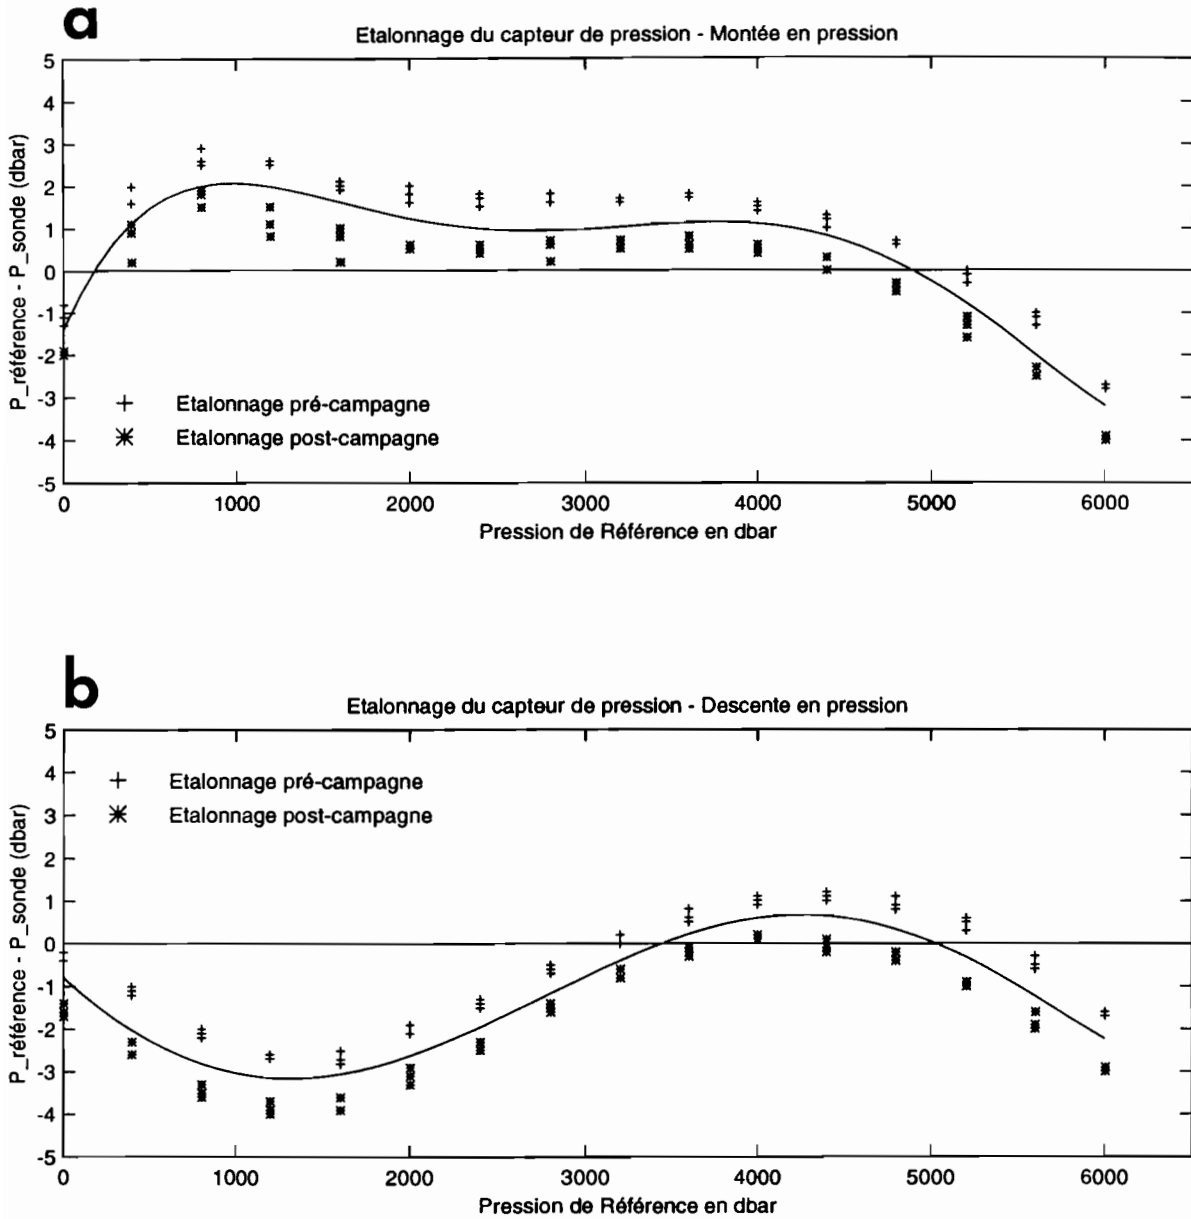 a
Etalonnage du capteur de pression - Montée en pression
5
4
3
2
1
0
-1
-2
-3
-4
-5
P_référence - P_sonde (dbar)
Etalonnage pré-campagne
Etalonnage post-campagne
0 1000 2000 3000 4000 5000 6000
Pression de Référence en dbar
b
Etalonnage du capteur de pression - Descente en pression
5
4
3
2
1
0
-1
-2
-3
-4
-5
P_référence - P_sonde (dbar)
Etalonnage pré-campagne
Etalonnage post-campagne
0 1000 2000 3000 4000 5000 6000
Pression de Référence en dbar